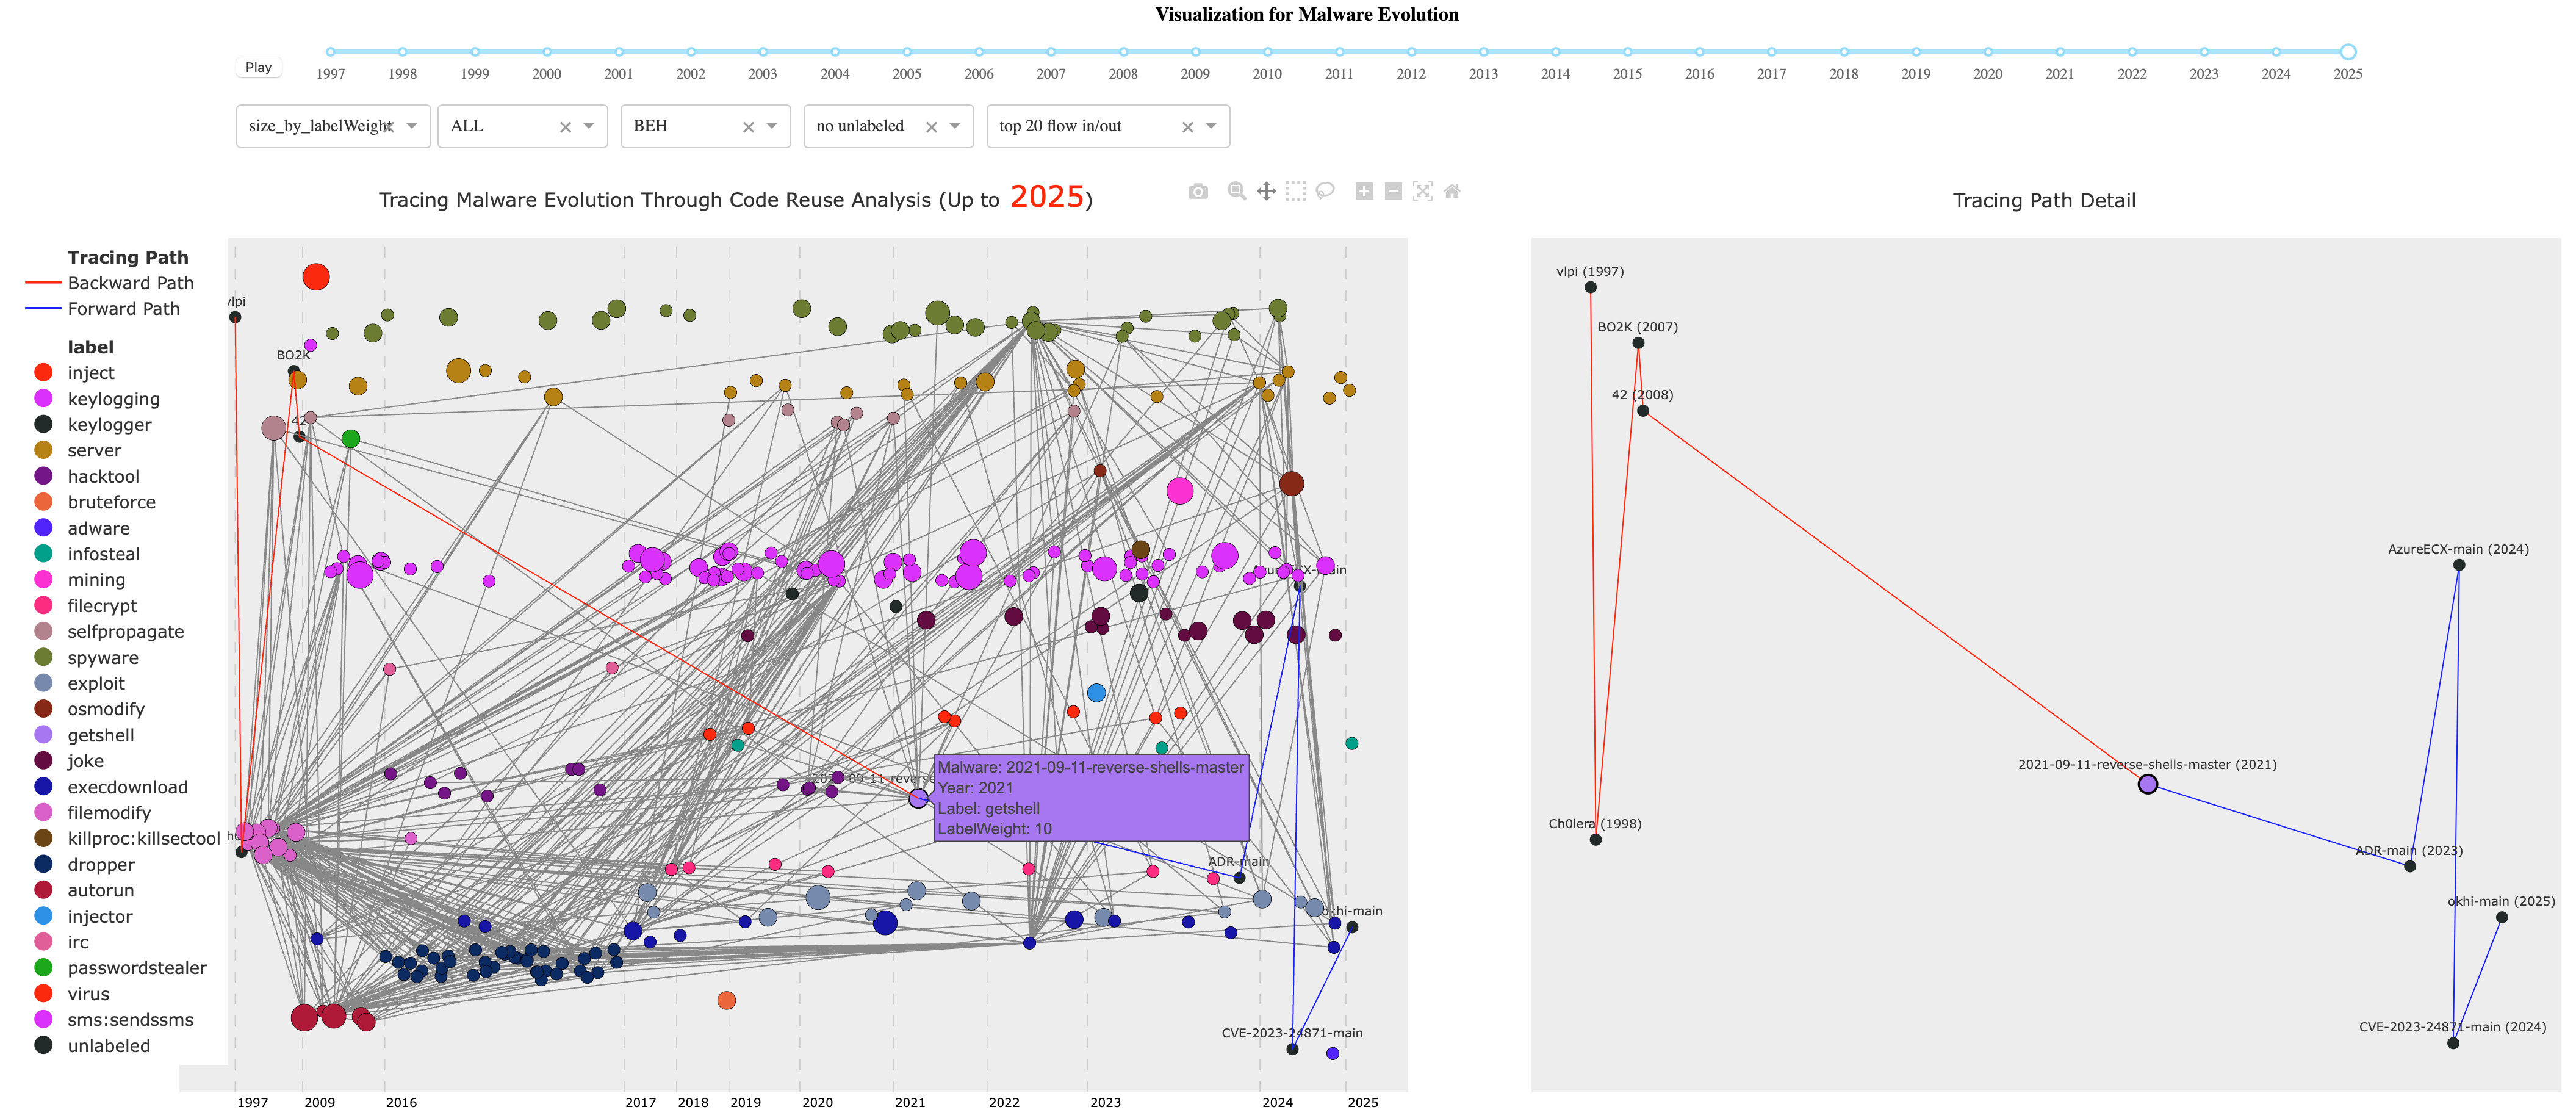 Visualization for Malware Evolution
Play
1997 1998 1999 2000 2001 2002 2003 2004 2005 2006 2007 2008 2009 2010 2011 2012 2013 2014 2015 2016 2017 2018 2019 2020 2021 2022 2023 2024 2025
size_by_labelWeight
ALL
BEH
no unlabeled
top 20 flow in/out
Tracing Malware Evolution Through Code Reuse Analysis (Up to 2025)
Tracing Path
Backward Path
Forward Path
label
inject
keylogging
keylogger
server
hacktool
bruteforce
adware
infosteal
mining
filecrypt
selfpropagate
spyware
exploit
osmodify
getshell
joke
execdownload
filemodify
killproc:killsectool
dropper
autorun
injector
irc
passwordstealer
virus
sms:sendssms
unlabeled
vlpi
BO2K
42
Malware: 2021-09-11-reverse-shells-master
Year: 2021
Label: getshell
LabelWeight: 10
ADR-main
okhi-main
CVE-2023-24871-main
1997 2009 2016 2017 2018 2019 2020 2021 2022 2023 2024 2025
Tracing Path Detail
vlpi (1997)
BO2K (2007)
42 (2008)
AzureECX-main (2024)
2021-09-11-reverse-shells-master (2021)
Ch0lera (1998)
ADR-main (2023)
okhi-main (2025)
CVE-2023-24871-main (2024)